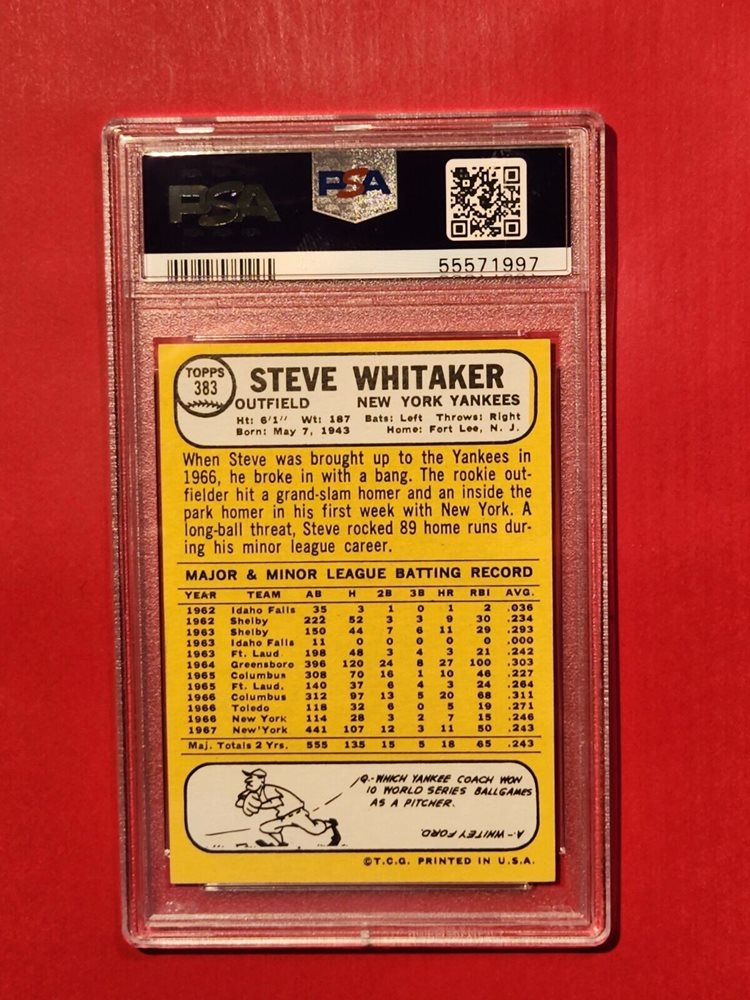 PSA
PSA
55571997
TOPPS
383
STEVE WHITAKER
OUTFIELD NEW YORK YANKEES
Ht: 6'1" Wt: 187 Bats: Left Throws: Right
Born: May 7, 1943 Home: Fort Lee, N. J.
When Steve was brought up to the Yankees in
1966, he broke in with a bang. The rookie out-
fielder hit a grand-slam homer and an inside the
park homer in his first week with New York. A
long-ball threat, Steve rocked 89 home runs dur-
ing his minor league career.
MAJOR & MINOR LEAGUE BATTING RECORD
YEAR TEAM AB H 2B 3B HR RBI AVG.
1962 Idaho Falls 35 3 1 0 1 2 .036
1962 Shelby 222 52 3 3 9 30 .234
1963 Shelby 150 44 7 6 11 29 .293
1963 Idaho Falls 11 0 0 0 0 0 .000
1963 Ft. Laud. 198 48 3 4 3 21 .242
1964 Greensboro 396 120 24 8 27 100 .303
1965 Columbus 308 70 16 1 10 46 .227
1965 Ft. Laud. 140 37 6 4 3 24 .264
1966 Columbus 312 97 13 5 20 68 .311
1966 Toledo 118 32 6 0 5 19 .271
1966 New York 114 28 3 2 7 15 .246
1967 New York 441 107 12 3 11 50 .243
Maj. Totals 2 Yrs. 555 135 15 5 18 65 .243
Q.-WHICH YANKEE COACH WON
10 WORLD SERIES BALLGAMES
AS A PITCHER.
A.-WHITEY FORD.
©T.C.G. PRINTED IN U.S.A.